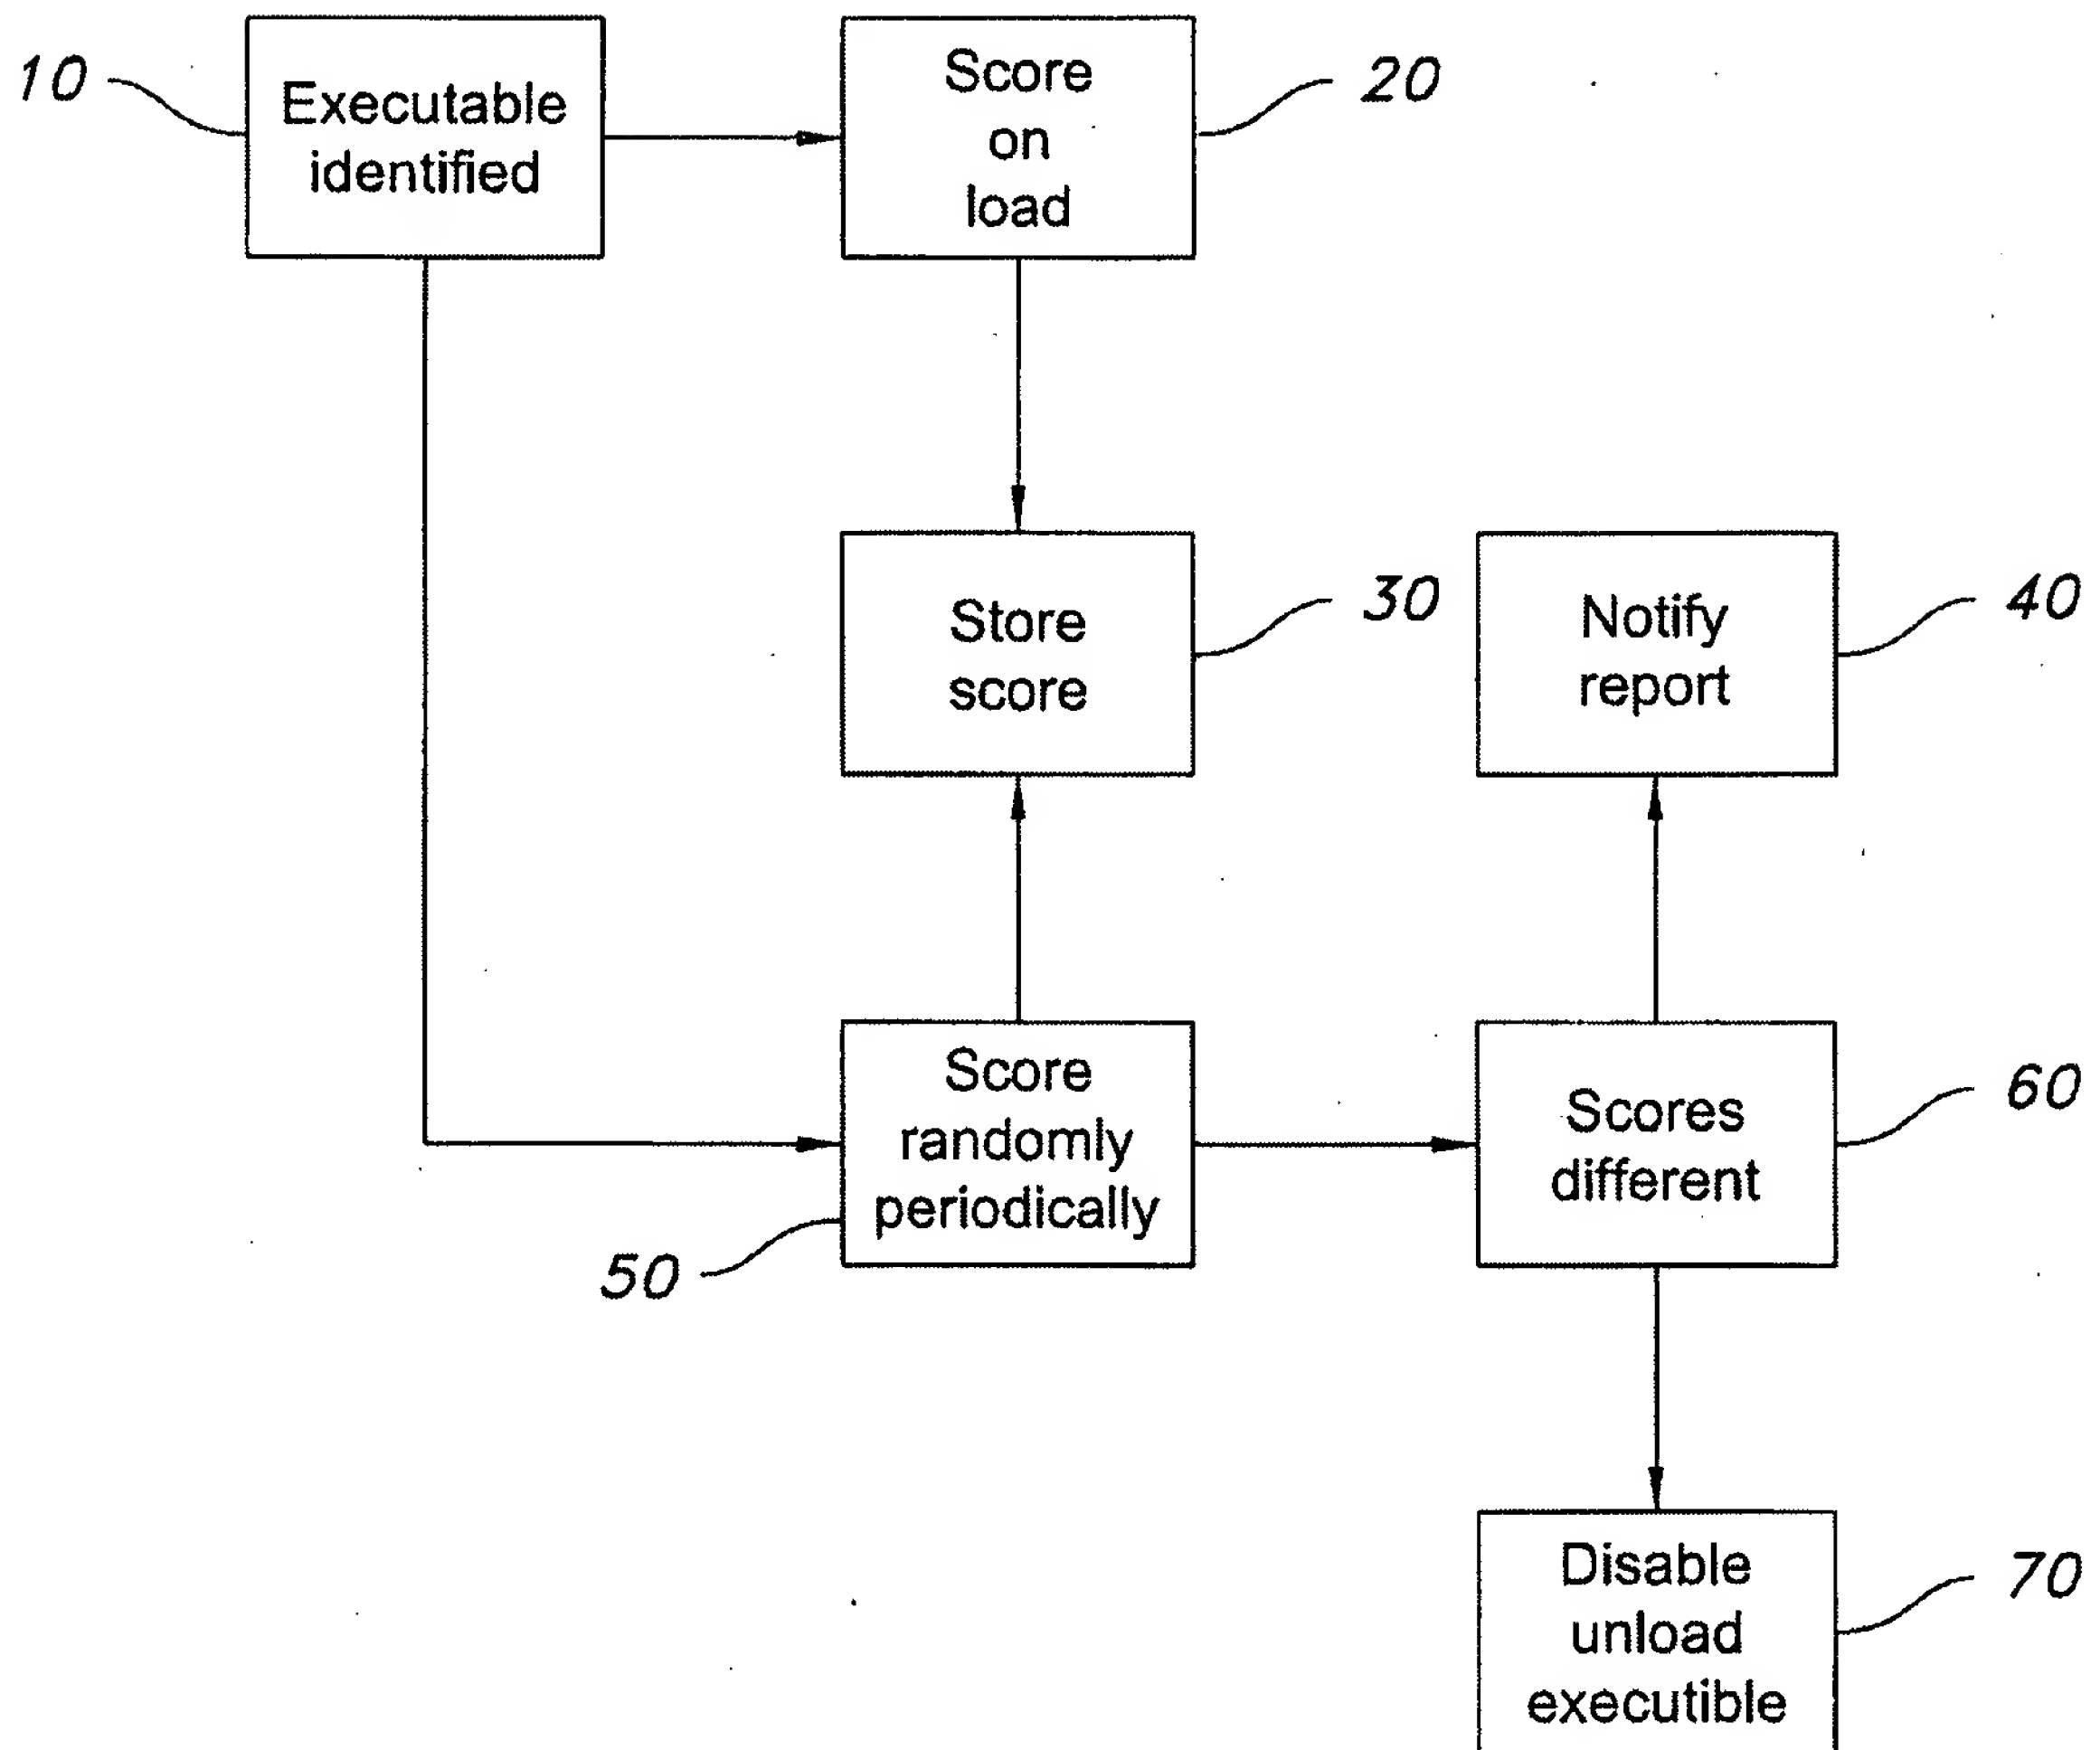 10
Executable
identified
Score
on
load
20
Store
score
30
Notify
report
40
Score
randomly
periodically
50
Scores
different
60
Disable
unload
executible
70